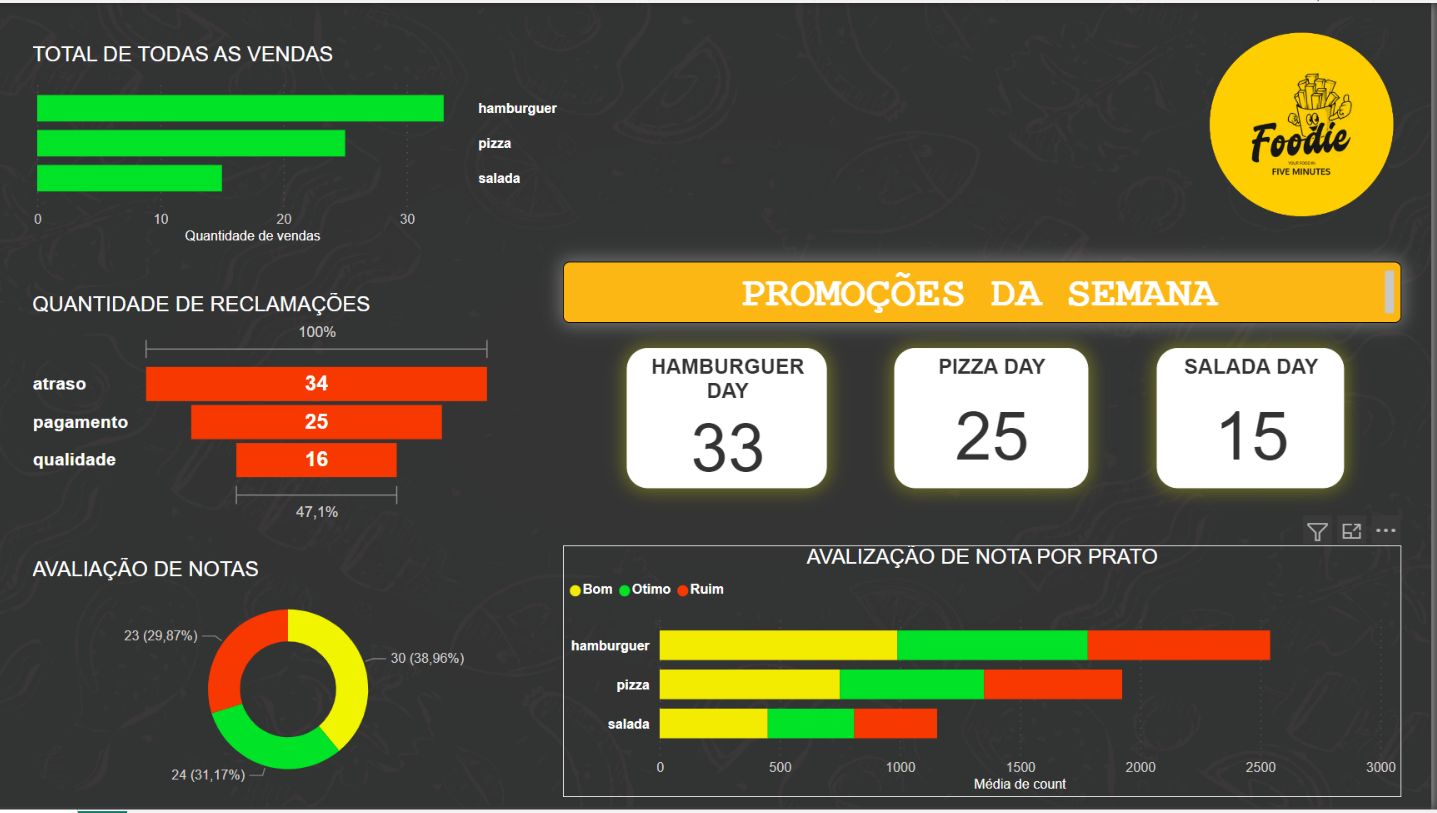 TOTAL DE TODAS AS VENDAS
hamburguer
pizza
salada
0 10 20 30
Quantidade de vendas
Foodie
YOUR FOOD IN
FIVE MINUTES
PROMOÇÕES DA SEMANA
QUANTIDADE DE RECLAMAÇÕES
100%
atraso 34
pagamento 25
qualidade 16
47,1%
HAMBURGUER
DAY
33
PIZZA DAY
25
SALADA DAY
15
AVALIAÇÃO DE NOTAS
23 (29,87%)
30 (38,96%)
24 (31,17%)
AVALIZAÇÃO DE NOTA POR PRATO
Bom Otimo Ruim
hamburguer
pizza
salada
0 500 1000 1500 2000 2500 3000
Média de count